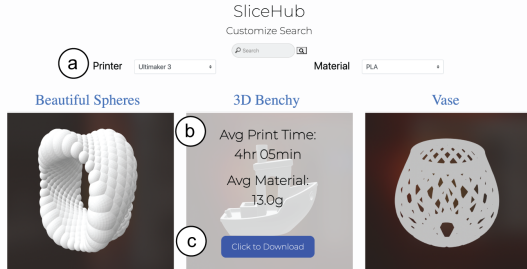 SliceHub
Customize Search
Search
a Printer Ultimaker 3 Material PLA
Beautiful Spheres 3D Benchy Vase
b Avg Print Time:
4hr 05min
Avg Material:
13.0g
c Click to Download